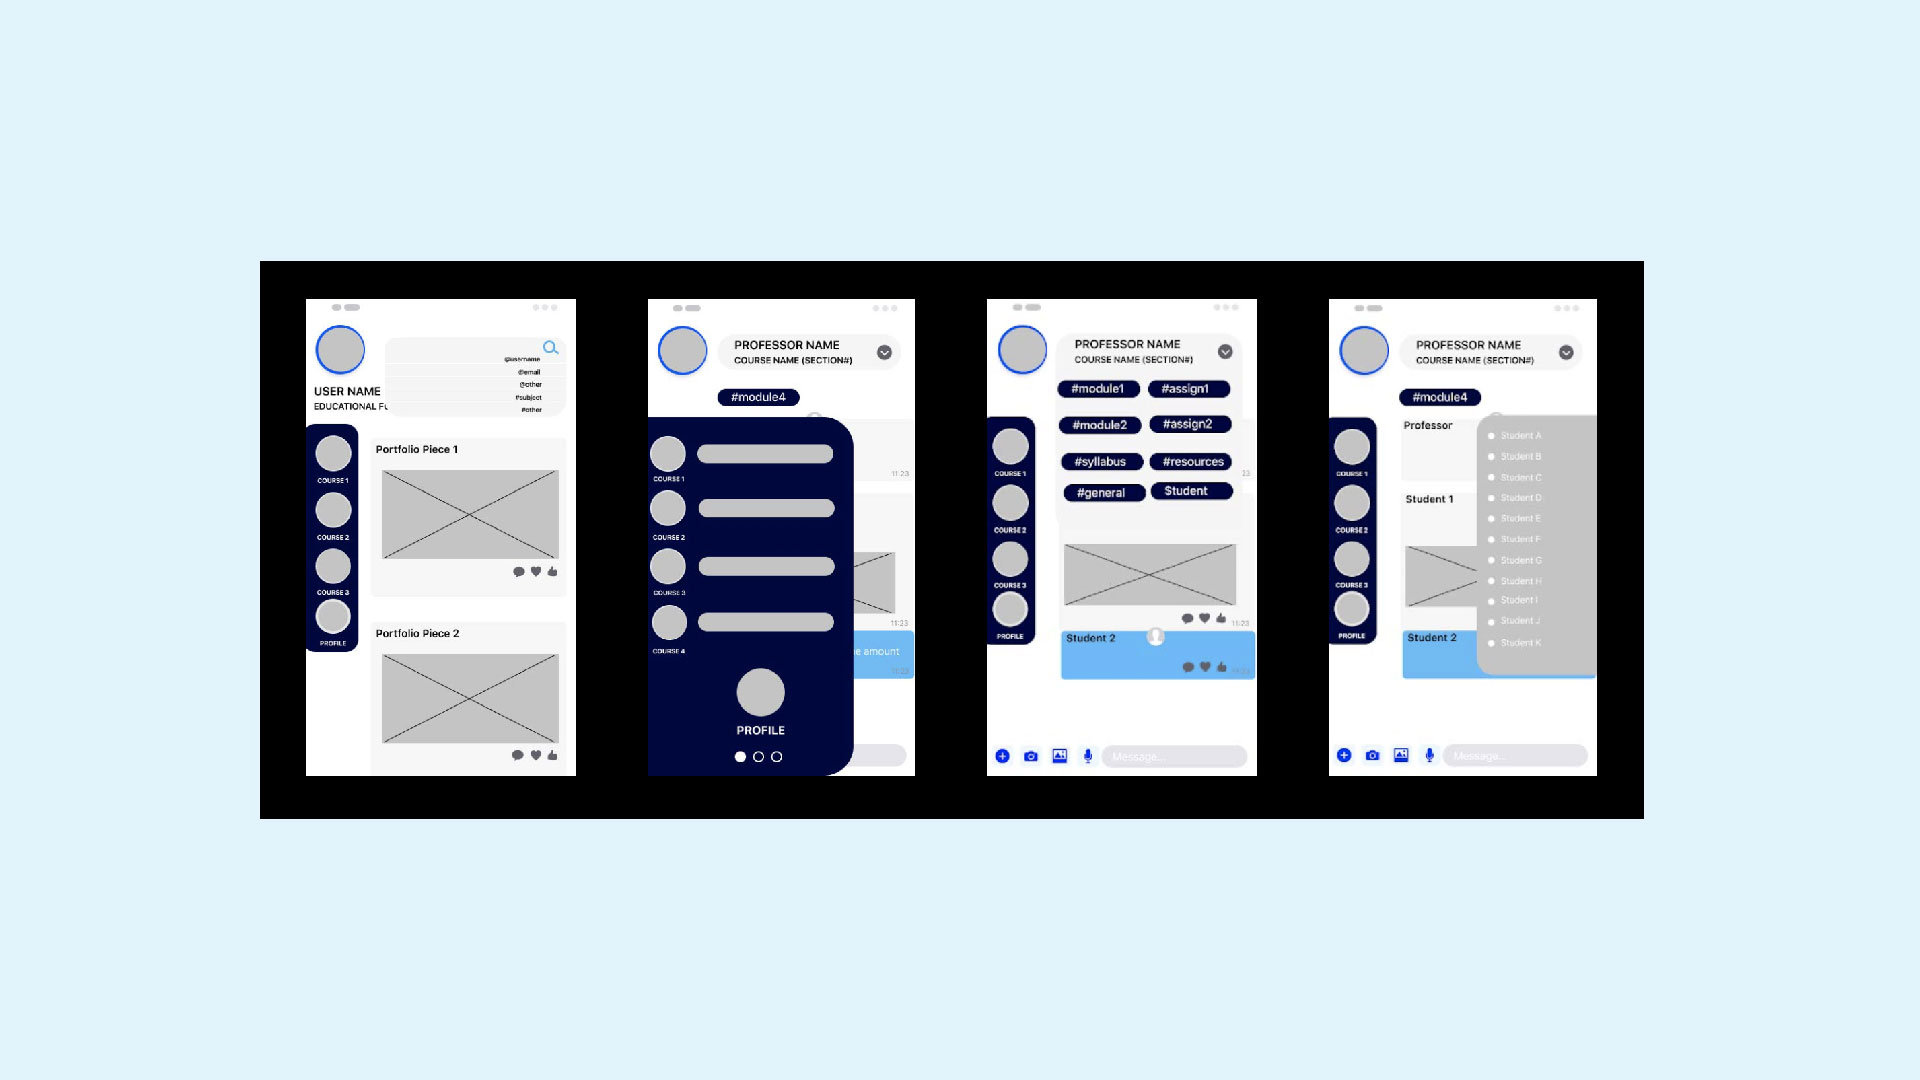 @username
@email
@other
#subject
#other
USER NAME
EDUCATIONAL FU
COURSE 1
COURSE 2
COURSE 3
PROFILE
Portfolio Piece 1
Portfolio Piece 2
PROFESSOR NAME
COURSE NAME (SECTION#)
#module4
11:23
COURSE 1
COURSE 2
COURSE 3
COURSE 4
11:23
e amount
11:23
PROFILE
PROFESSOR NAME
COURSE NAME (SECTION#)
#module1 #assign1
#module2 #assign2
#syllabus #resources
#general Student
23
COURSE 1
COURSE 2
COURSE 3
PROFILE
11:23
Student 2
11:23
Message...
PROFESSOR NAME
COURSE NAME (SECTION#)
#module4
Professor
Student 1
Student 2
COURSE 1
COURSE 2
COURSE 3
PROFILE
Student A
Student B
Student C
Student D
Student E
Student F
Student G
Student H
Student I
Student J
Student K
Message...